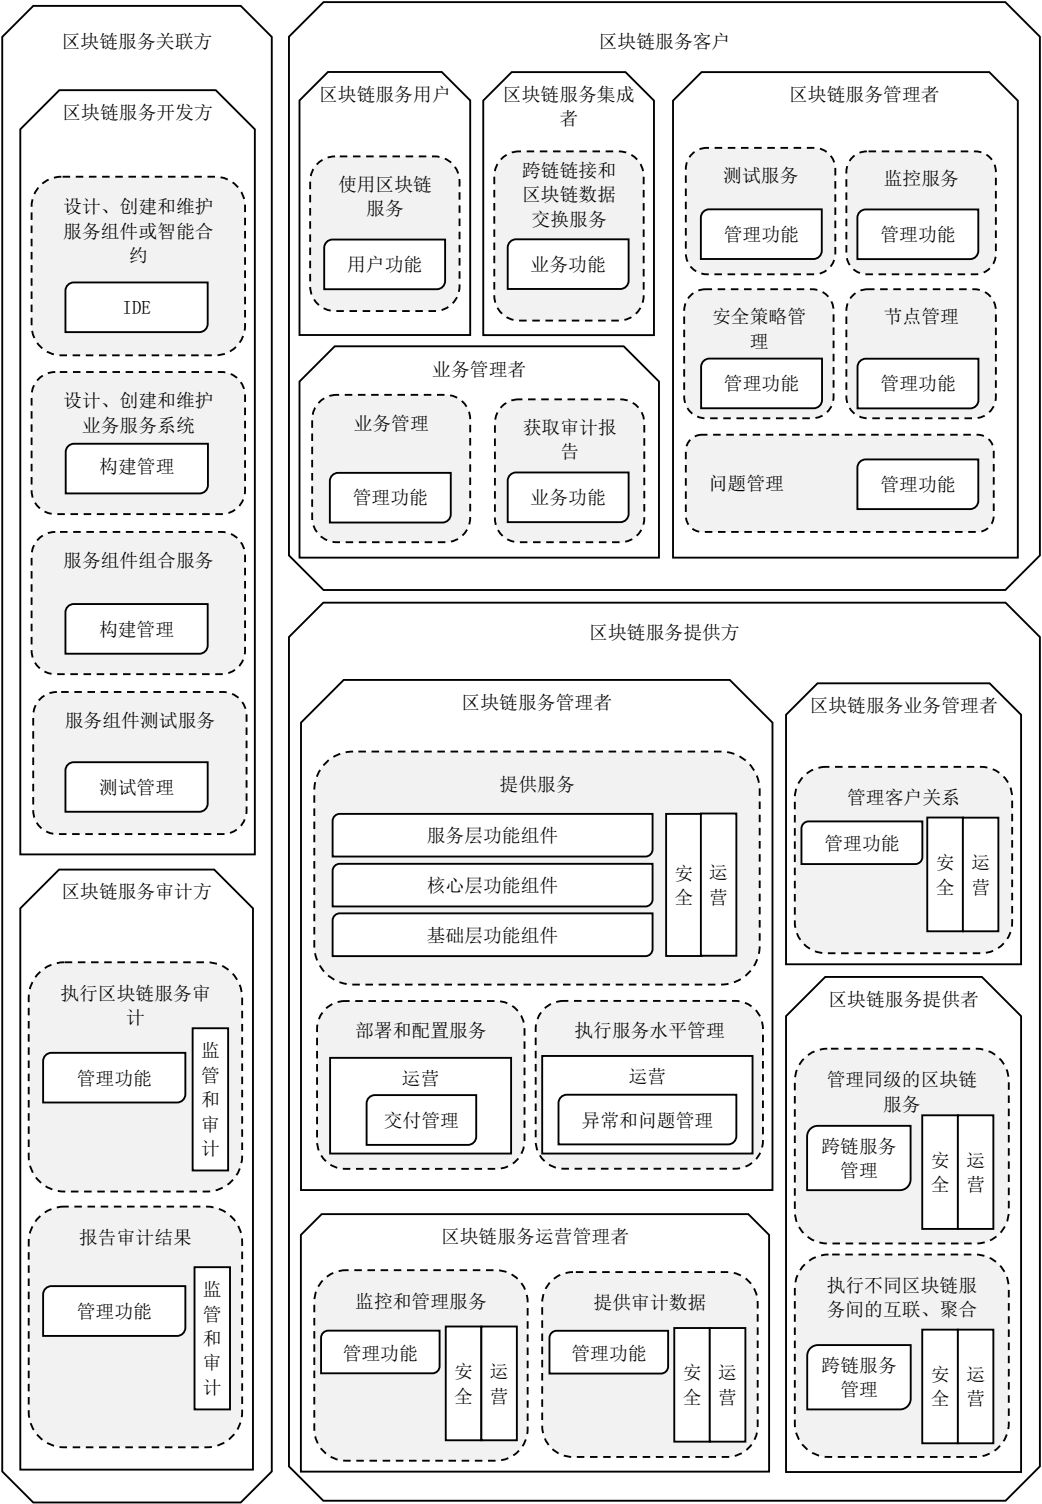 区块链服务关联方
区块链服务开发方
设计、创建和维护
服务组件或智能合
约
IDE
设计、创建和维护
业务服务系统
构建管理
服务组件组合服务
构建管理
服务组件测试服务
测试管理
区块链服务审计方
执行区块链服务审
计
管理功能
监管和审计
报告审计结果
管理功能
监管和审计
区块链服务客户
区块链服务用户
使用区块链
服务
用户功能
区块链服务集成
者
跨链链接和
区块链数据
交换服务
业务功能
区块链服务管理者
测试服务
管理功能
监控服务
管理功能
安全策略管
理
管理功能
节点管理
管理功能
问题管理
管理功能
业务管理者
业务管理
管理功能
获取审计报
告
业务功能
区块链服务提供方
区块链服务管理者
提供服务
服务层功能组件
核心层功能组件
基础层功能组件
安全
运营
部署和配置服务
运营
交付管理
执行服务水平管理
运营
异常和问题管理
区块链服务业务管理者
管理客户关系
管理功能
安全
运营
区块链服务提供者
管理同级的区块链
服务
跨链服务
管理
安全
运营
执行不同区块链服
务间的互联、聚合
跨链服务
管理
安全
运营
区块链服务运营管理者
监控和管理服务
管理功能
安全
运营
提供审计数据
管理功能
安全
运营